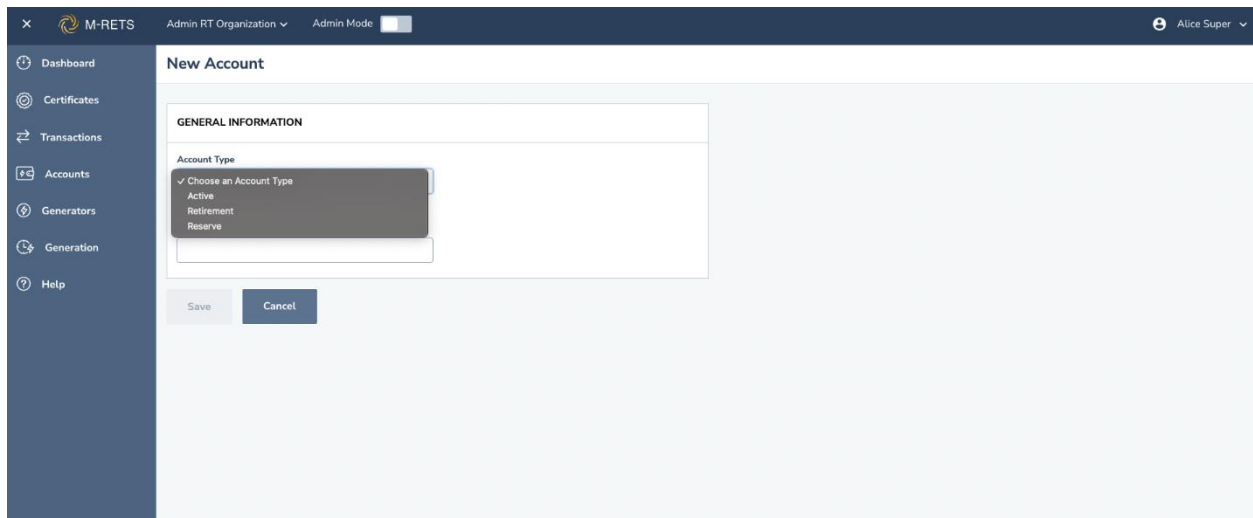 × M-RETS Admin RT Organization Admin Mode Alice Super
Dashboard
Certificates
Transactions
Accounts
Generators
Generation
Help
New Account
GENERAL INFORMATION
Account Type
✓ Choose an Account Type
Active
Retirement
Reserve
Save Cancel